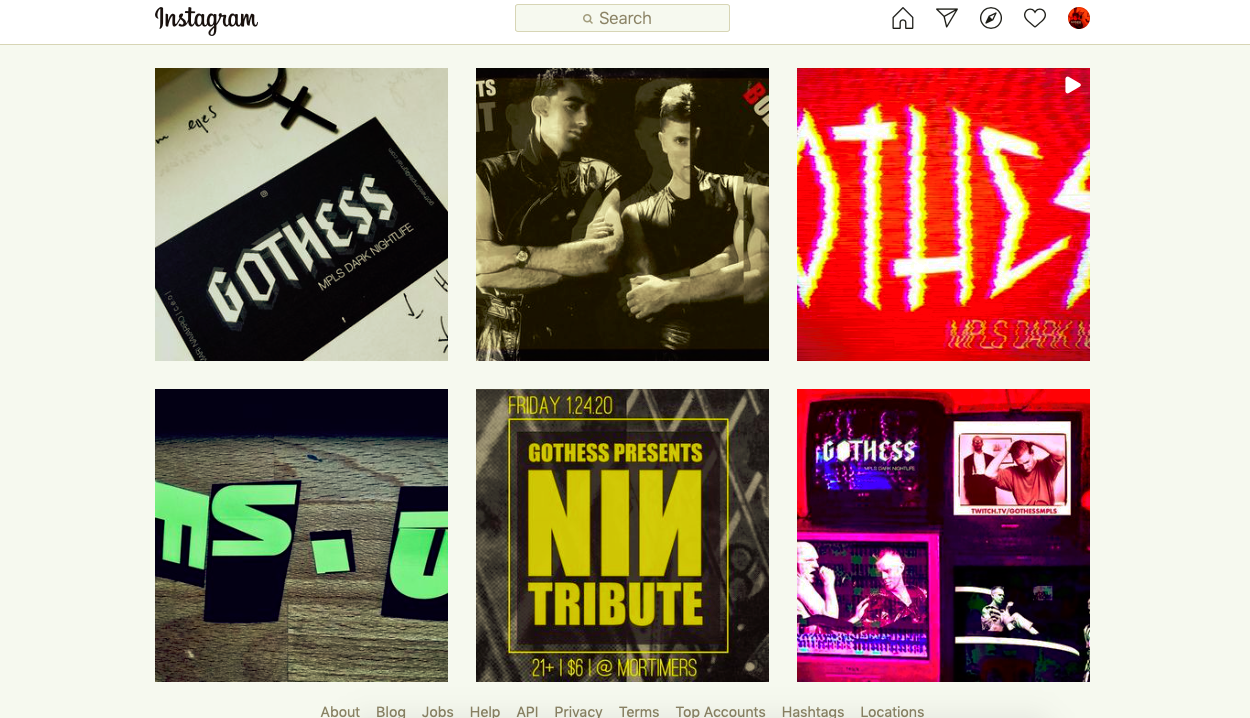 Instagram
Search
m eyes
GOTHESS
MPLS DARK NIGHTLIFE
TS
T
OTHES
MPLS DARK N
ES. U
FRIDAY 1.24.20
GOTHESS PRESENTS
NIN
TRIBUTE
21+ | $6 | @ MORTIMERS
GOTHESS
MPLS DARK NIGHTLIFE
TWITCH.TV/GOTHESSMPLS
About Blog Jobs Help API Privacy Terms Top Accounts Hashtags Locations